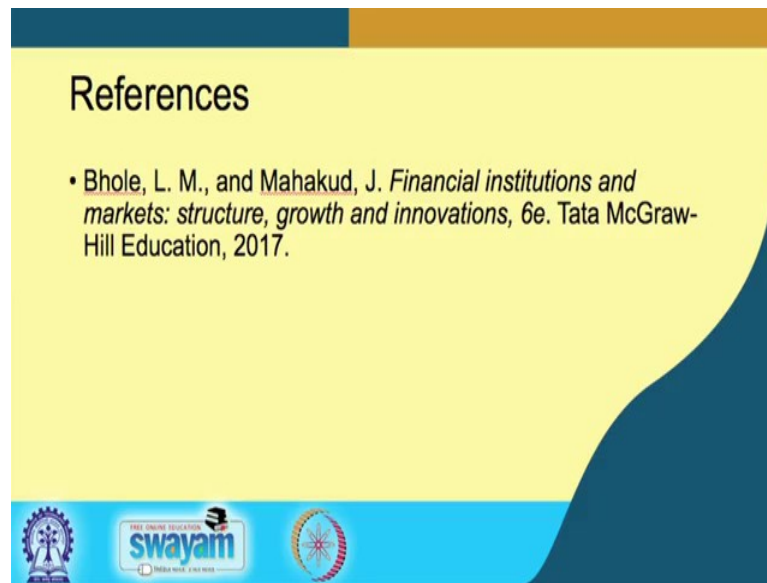 References
• Bhole, L. M., and Mahakud, J. Financial institutions and
markets: structure, growth and innovations, 6e. Tata McGraw-
Hill Education, 2017.
FREE ONLINE EDUCATION
swayam